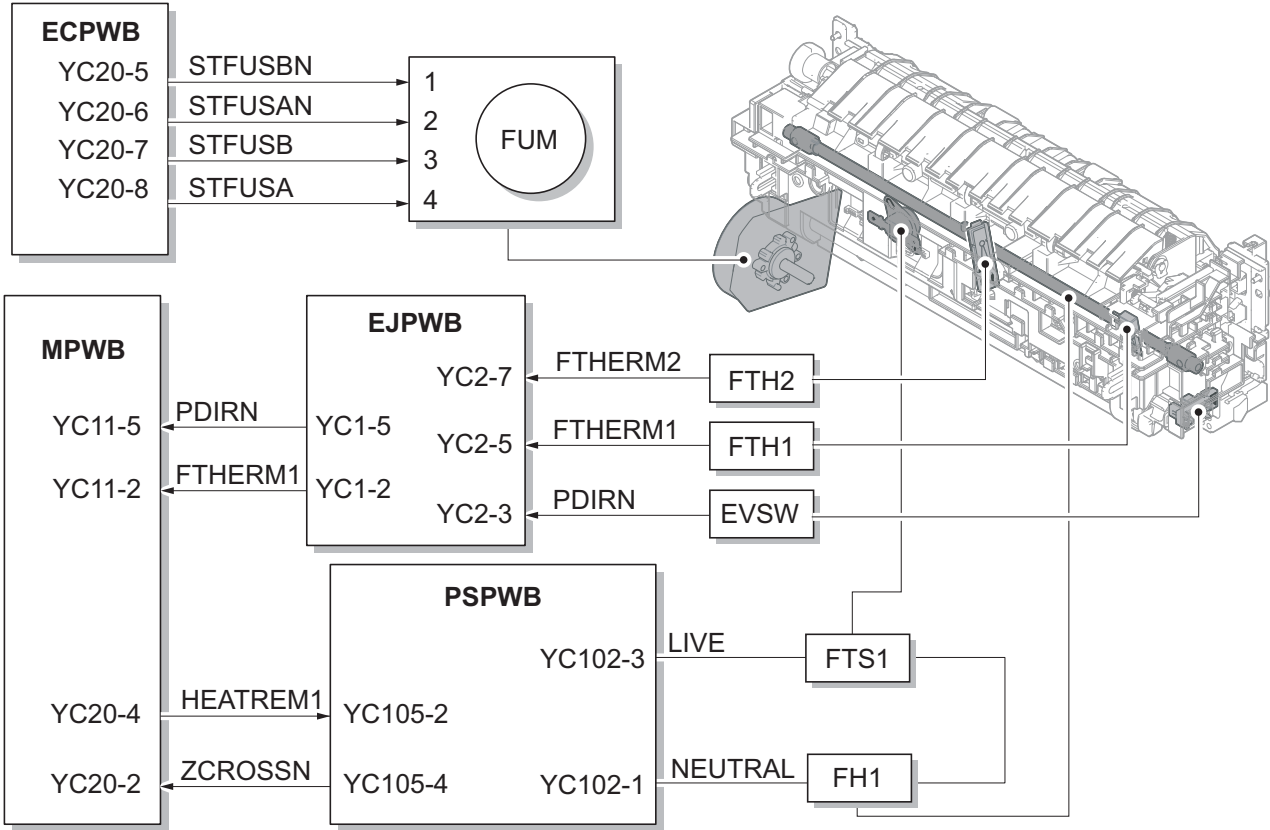 ECPWB
YC20-5 STFUSBN 1
YC20-6 STFUSAN 2
YC20-7 STFUSB 3
YC20-8 STFUSA 4
FUM
MPWB
EJPWB
YC2-7 FTHERM2 FTH2
YC11-5 PDIRN YC1-5
YC2-5 FTHERM1 FTH1
YC11-2 FTHERM1 YC1-2
YC2-3 PDIRN EVSW
PSPWB
YC102-3 LIVE FTS1
YC20-4 HEATREM1 YC105-2
YC20-2 ZCROSSN YC105-4
YC102-1 NEUTRAL FH1